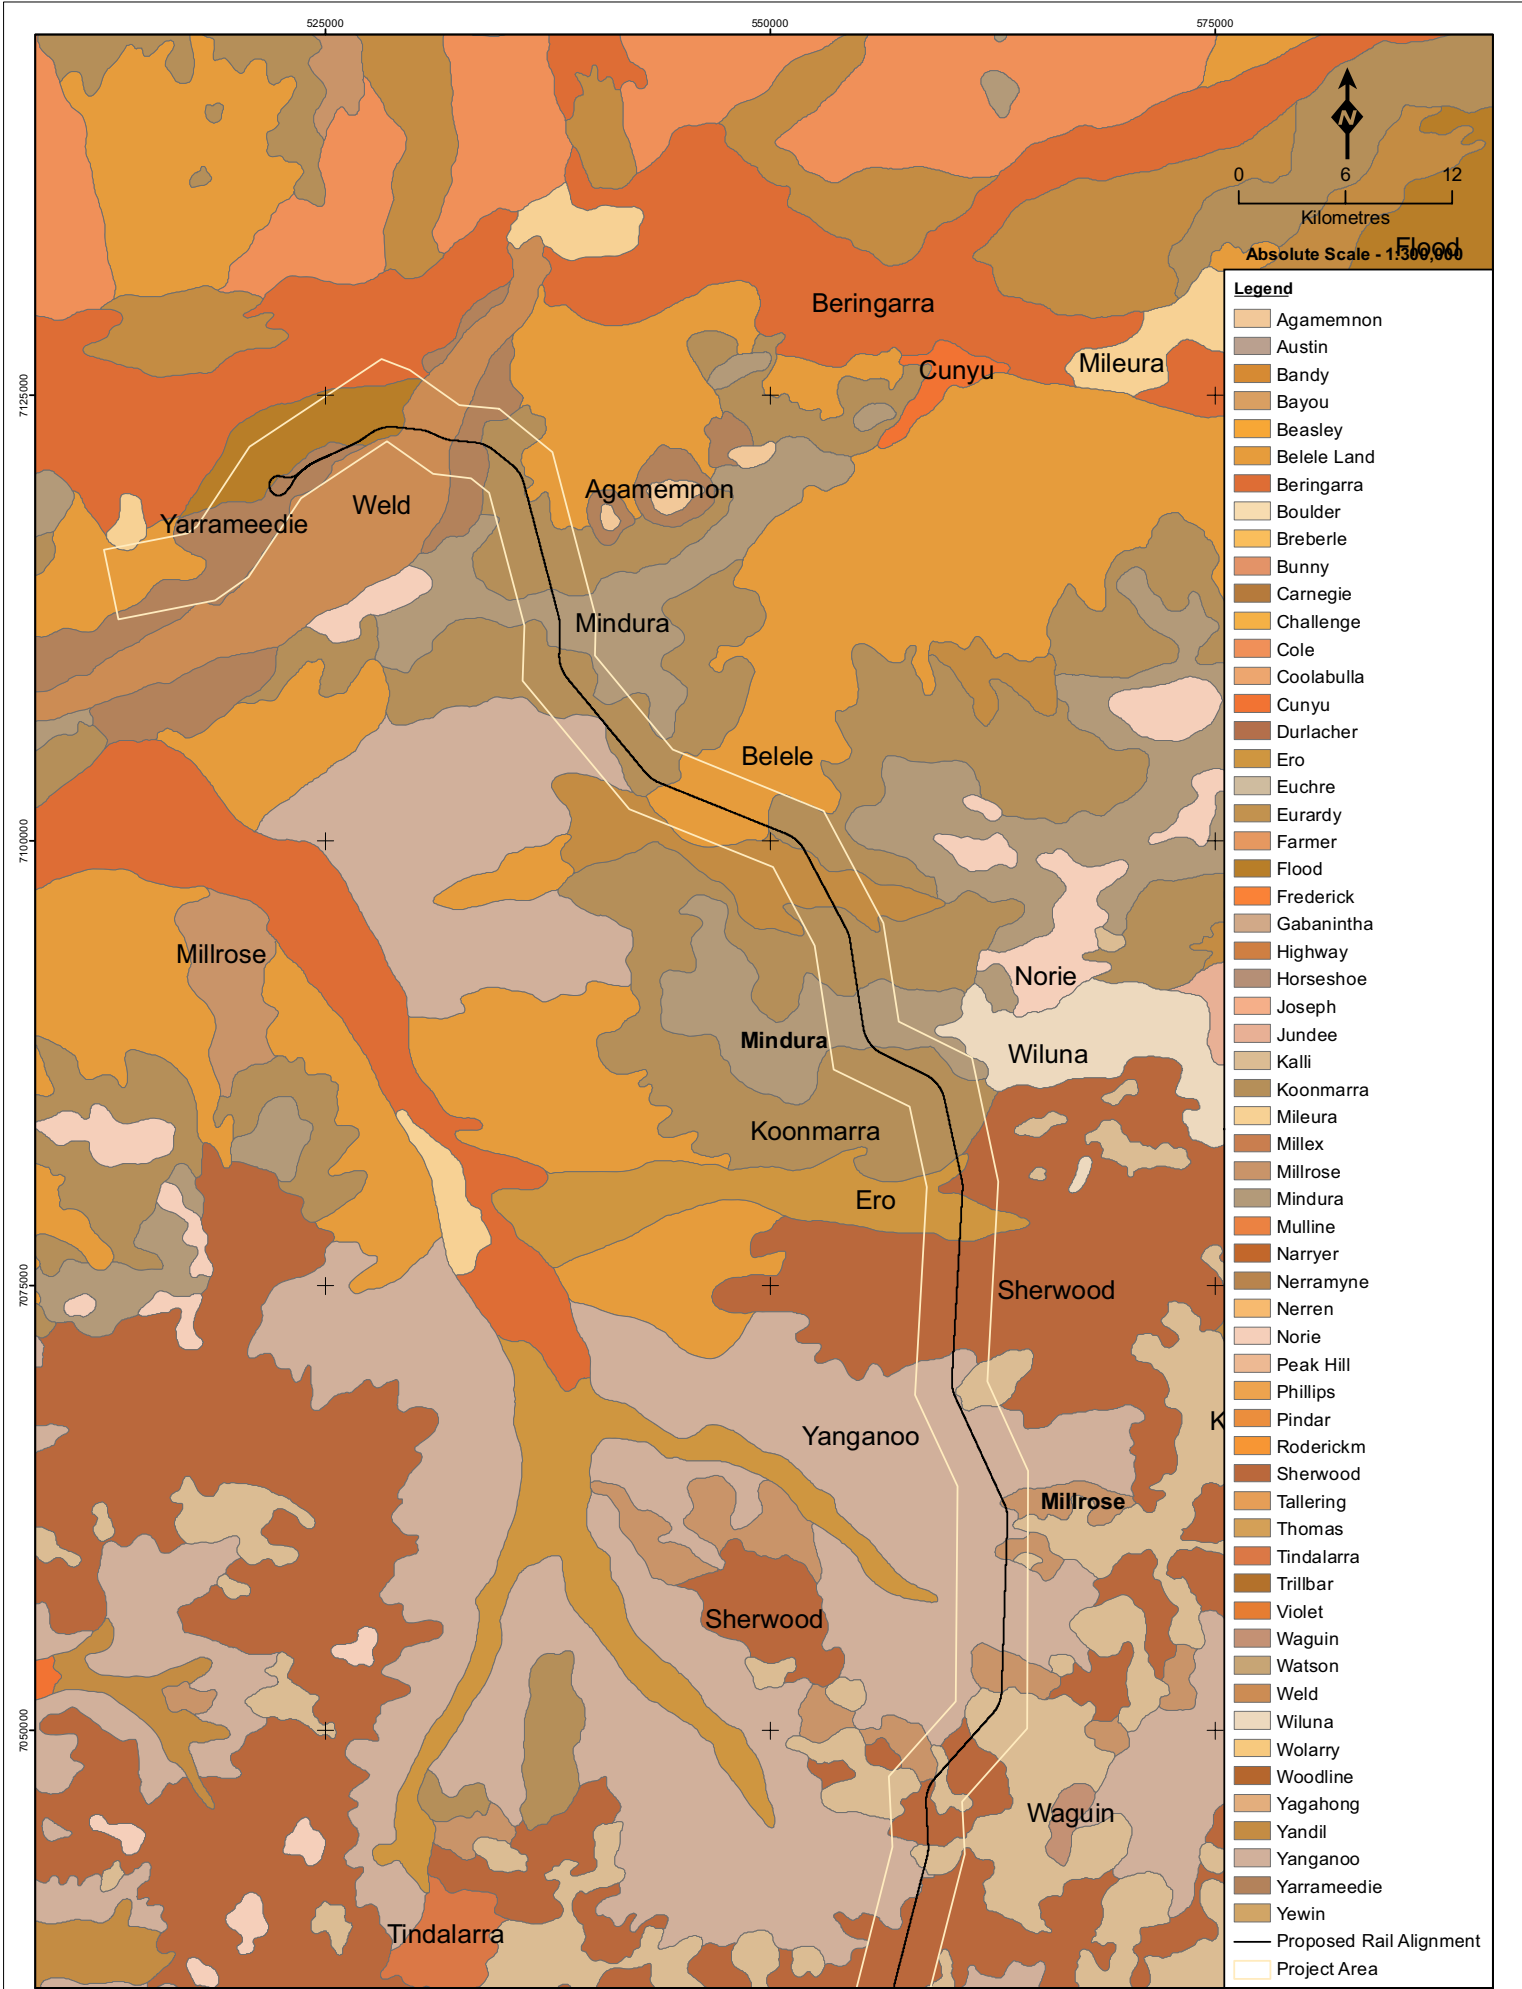 525000
550000
575000
N
0
6
12
Kilometres
Flood
Absolute Scale - 1:300,000
7125000
7100000
7075000
7050000
Beringarra
Cunyu
Mileura
Agamemnon
Weld
Yarrameedie
Mindura
Belele
Millrose
Norie
Mindura
Wiluna
Koonmarra
Ero
Sherwood
K
Yanganoo
Millrose
Sherwood
Waguin
Tindalarra
Legend
Agamemnon
Austin
Bandy
Bayou
Beasley
Belele Land
Beringarra
Boulder
Breberle
Bunny
Carnegie
Challenge
Cole
Coolabulla
Cunyu
Durlacher
Ero
Euchre
Eurardy
Farmer
Flood
Frederick
Gabanintha
Highway
Horseshoe
Joseph
Jundee
Kalli
Koonmarra
Mileura
Millex
Millrose
Mindura
Mulline
Narryer
Nerramyne
Nerren
Norie
Peak Hill
Phillips
Pindar
Roderickm
Sherwood
Tallering
Thomas
Tindalarra
Trillbar
Violet
Waguin
Watson
Weld
Wiluna
Wolarry
Woodline
Yagahong
Yandil
Yanganoo
Yarrameedie
Yewin
Proposed Rail Alignment
Project Area